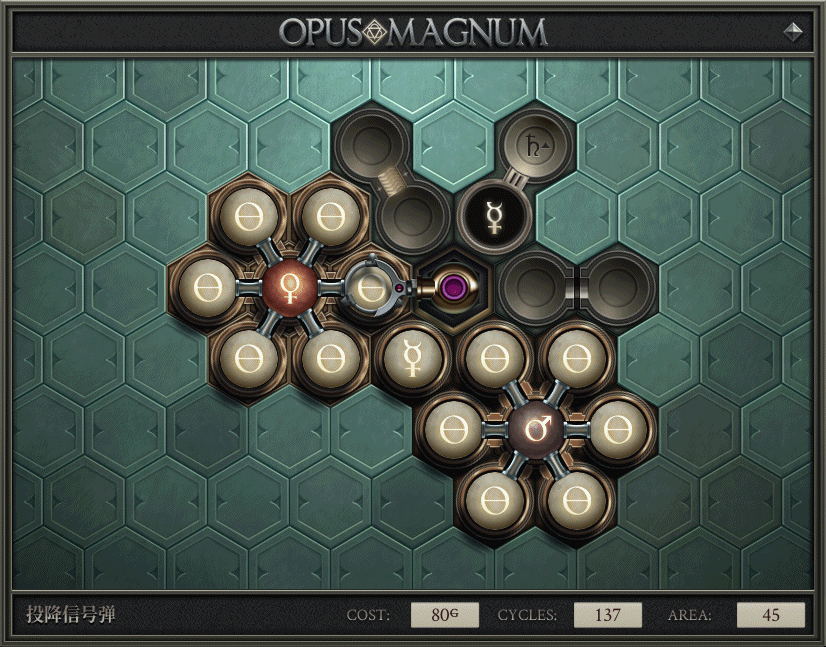 OPUS MAGNUM
投降信号弹
COST: 80G
CYCLES: 137
AREA: 45